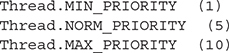 Thread.MIN_PRIORITY (1)
Thread.NORM_PRIORITY (5)
Thread.MAX_PRIORITY (10)